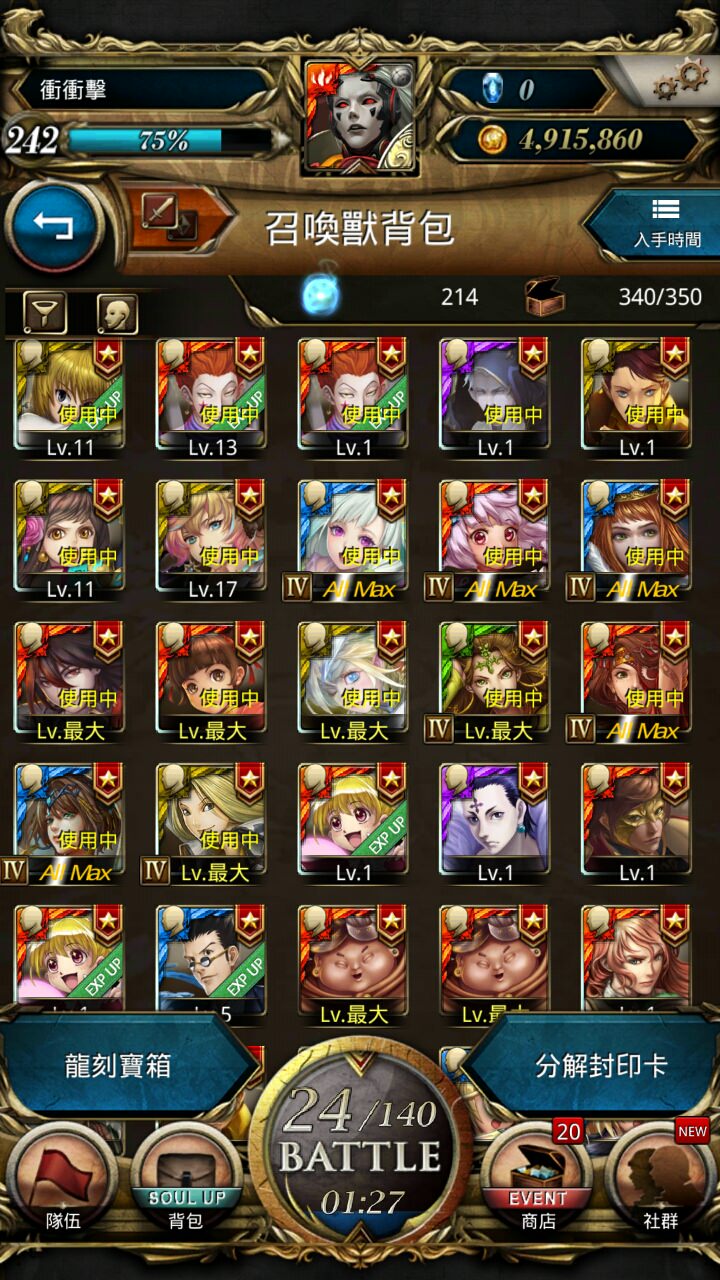 衝衝擊
0
242
75%
4,915,860
召喚獸背包
入手時間
214
340/350
使用中
EXP UP
使用中
EXP UP
使用中
EXP UP
使用中
使用中
Lv.11
Lv.13
Lv.1
Lv.1
Lv.1
使用中
使用中
使用中
使用中
使用中
Lv.11
Lv.17
IV All Max
IV All Max
IV All Max
使用中
使用中
使用中
使用中
使用中
Lv.最大
Lv.最大
Lv.最大
IV Lv.最大
IV All Max
使用中
使用中
EXP UP
IV All Max
IV Lv.最大
Lv.1
Lv.1
Lv.1
EXP UP
EXP UP
Lv.最大
龍刻寶箱
分解封印卡
24/140
BATTLE
01:27
20
NEW
SOUL UP
EVENT
隊伍
背包
商店
社群